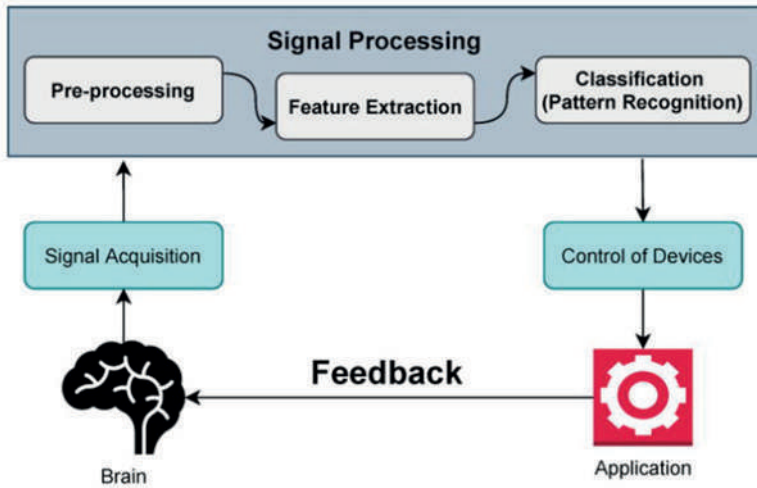 Signal Processing
Pre-processing
Feature Extraction
Classification
(Pattern Recognition)
Signal Acquisition
Control of Devices
Feedback
Brain
Application